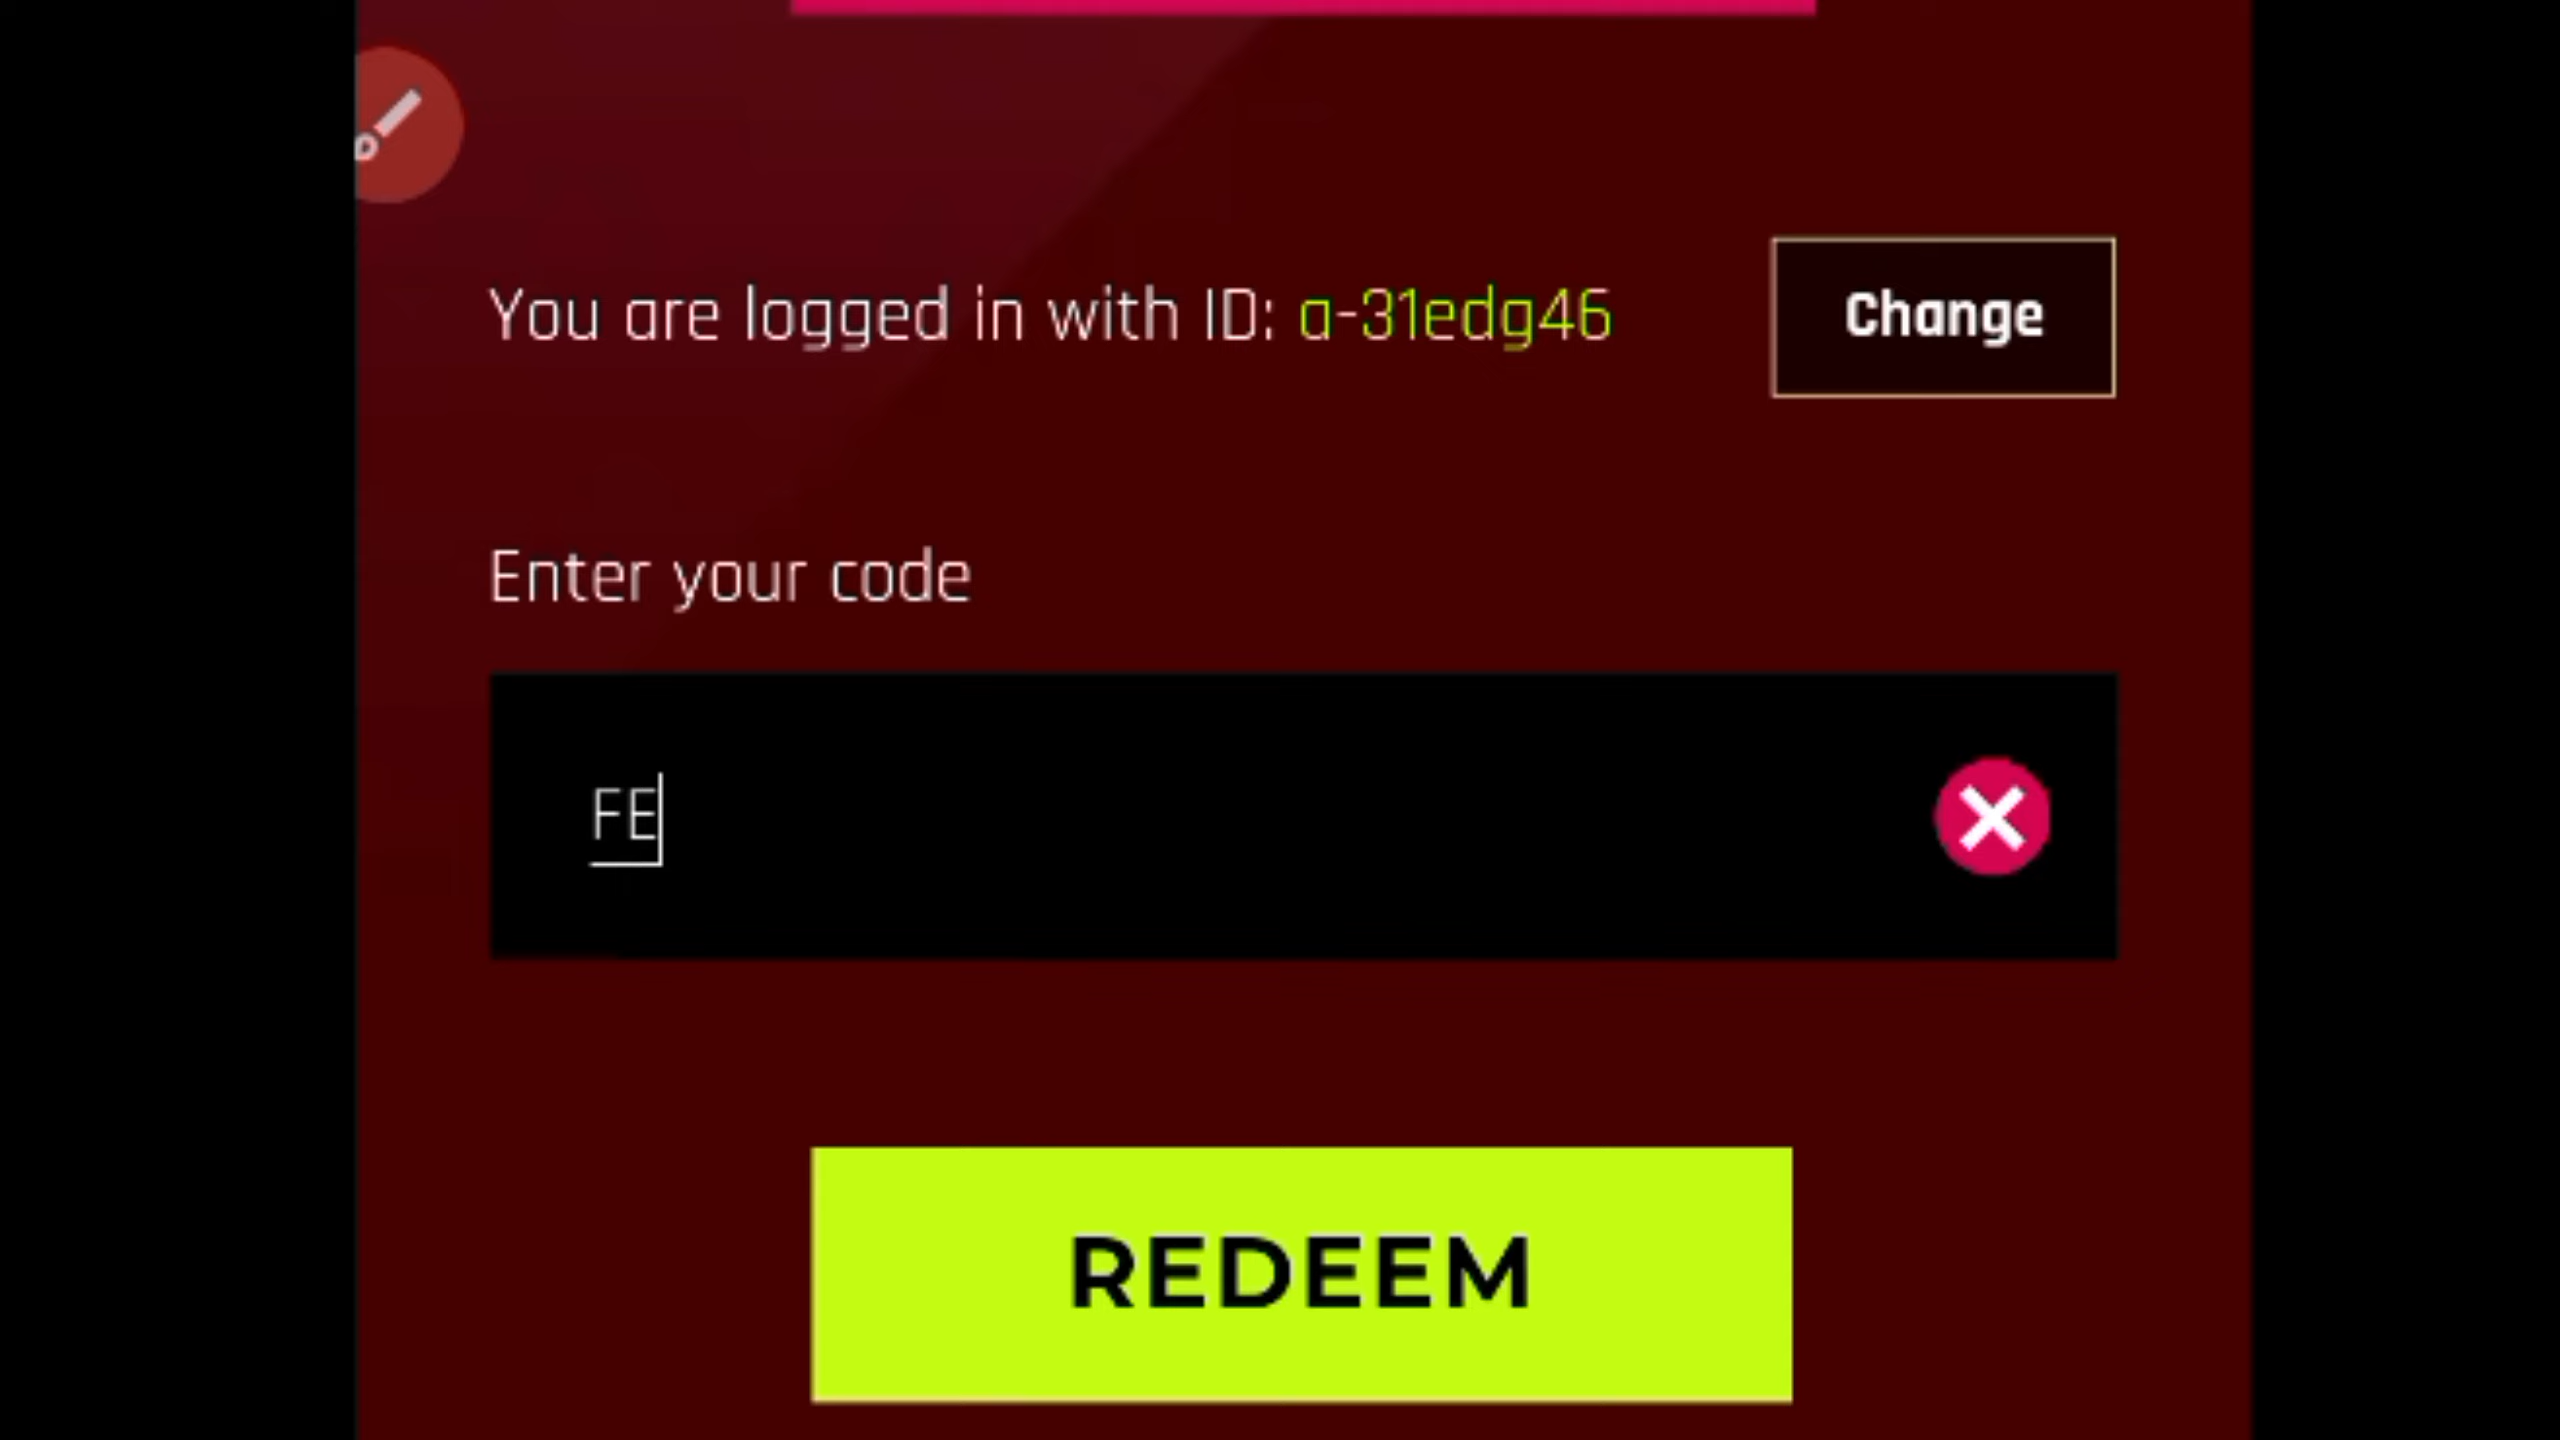 You are logged in with ID: a-31edg46
Change
Enter your code
FE
REDEEM